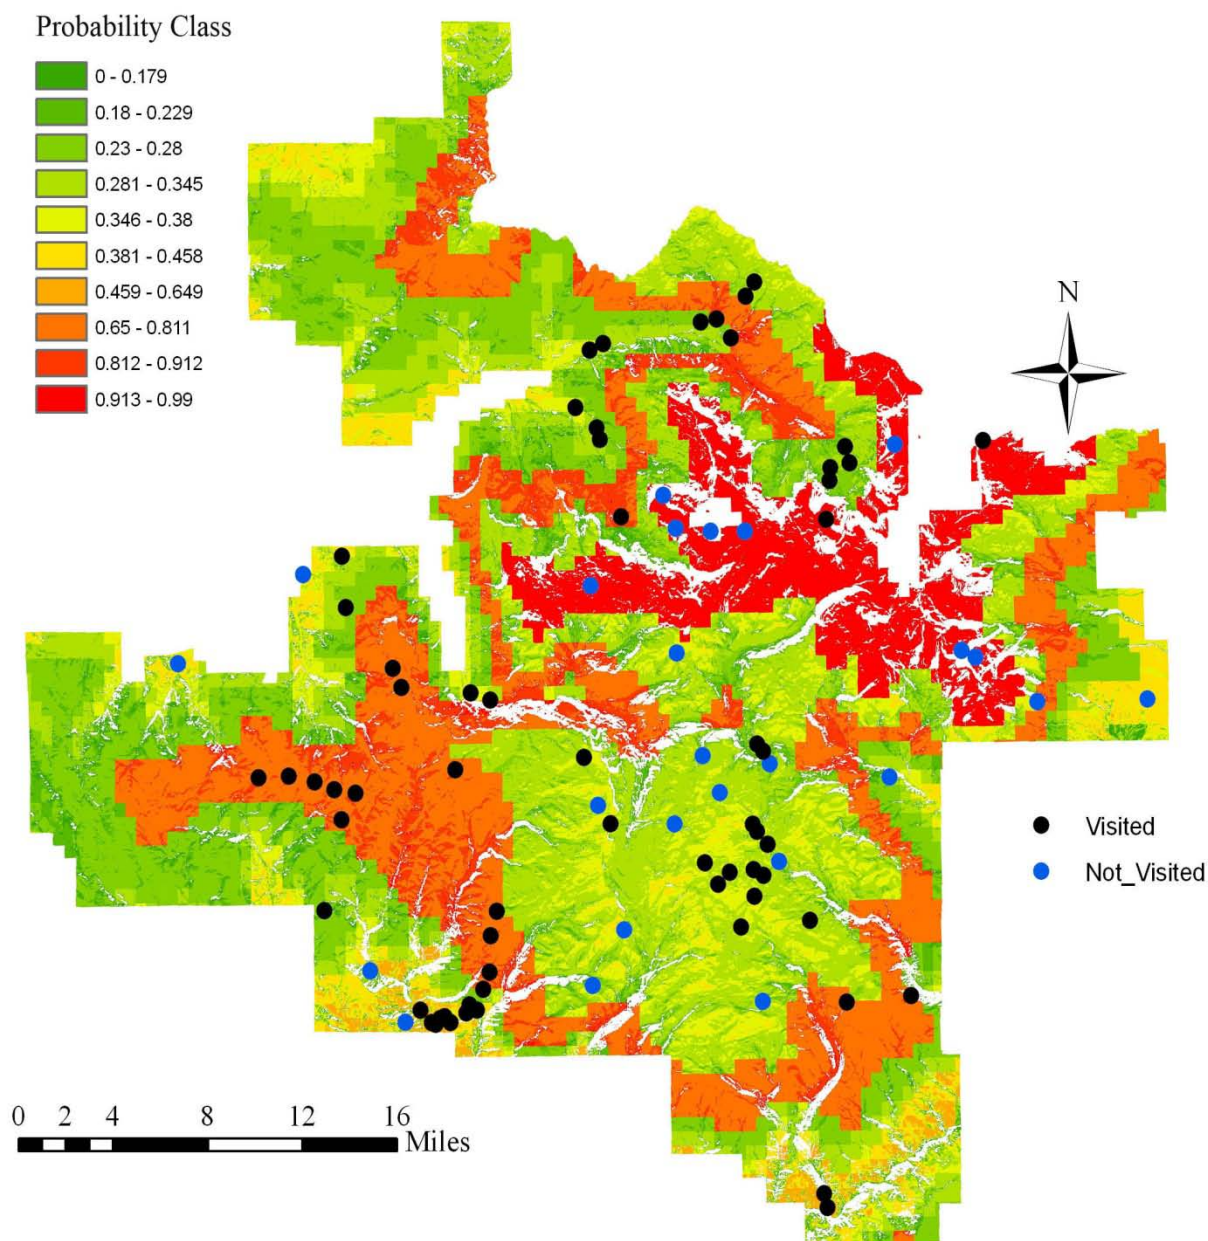 Probability Class
0 - 0.179
0.18 - 0.229
0.23 - 0.28
0.281 - 0.345
0.346 - 0.38
0.381 - 0.458
0.459 - 0.649
0.65 - 0.811
0.812 - 0.912
0.913 - 0.99
N
Visited
Not_Visited
0 2 4 8 12 16
Miles